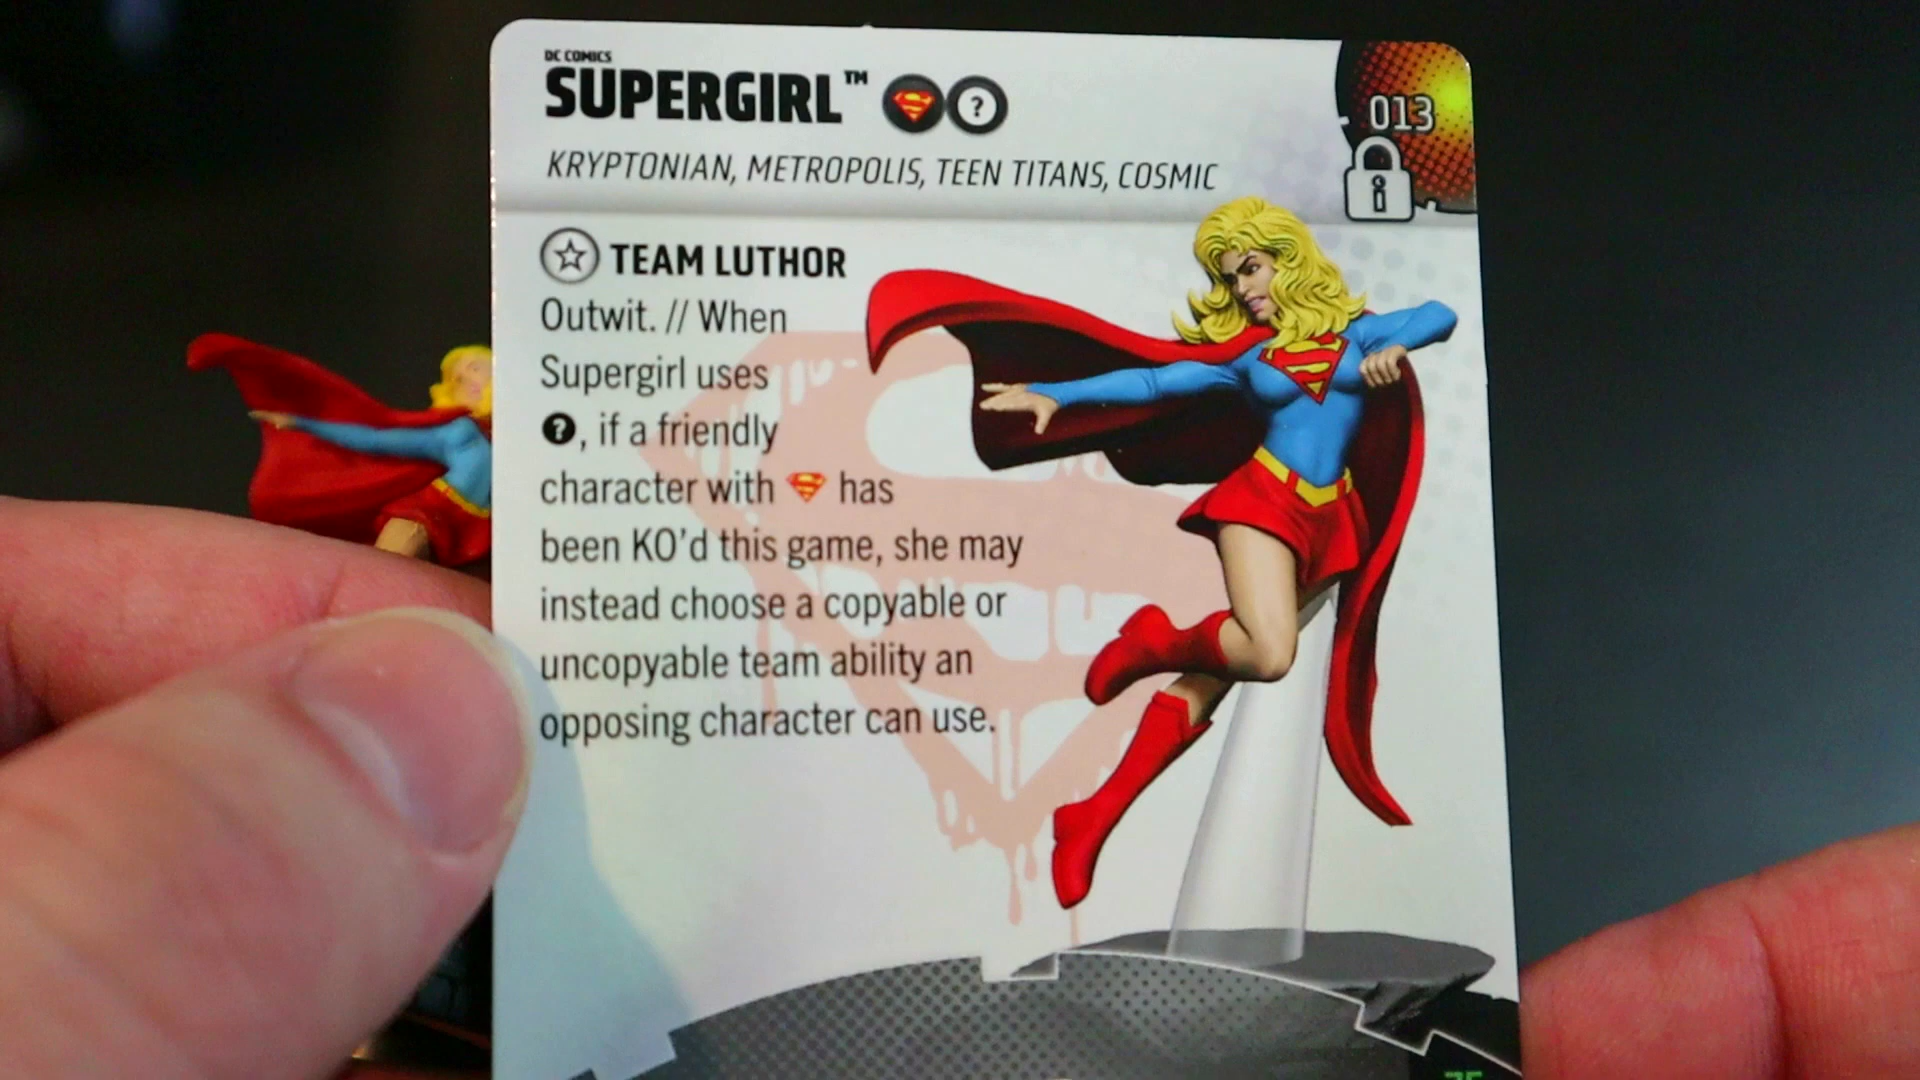 DC COMICS
SUPERGIRL™ ?
013
KRYPTONIAN, METROPOLIS, TEEN TITANS, COSMIC
TEAM LUTHOR
Outwit. // When
Supergirl uses
?, if a friendly
character with S has
been KO'd this game, she may
instead choose a copyable or
uncopyable team ability an
opposing character can use.